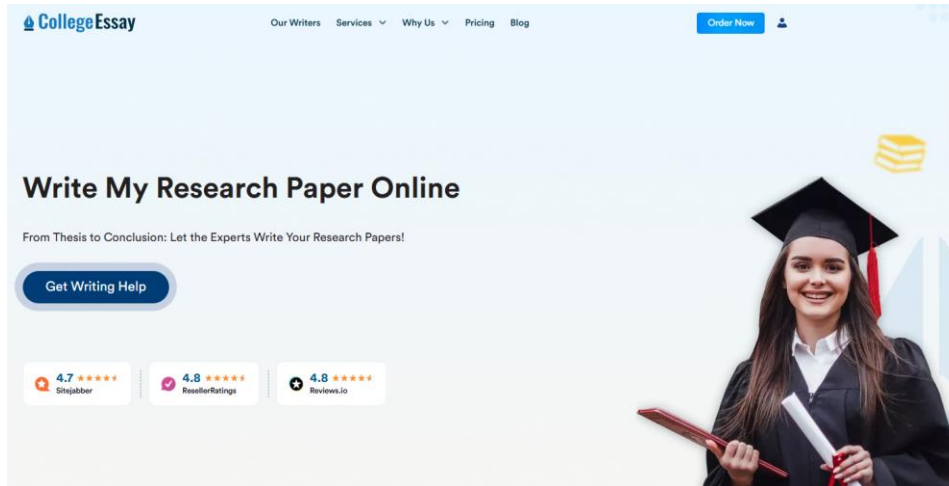 CollegeEssay
Our Writers Services Why Us Pricing Blog
Order Now
Write My Research Paper Online
From Thesis to Conclusion: Let the Experts Write Your Research Papers!
Get Writing Help
4.7
Sitejabber
4.8
ResellerRatings
4.8
Reviews.io